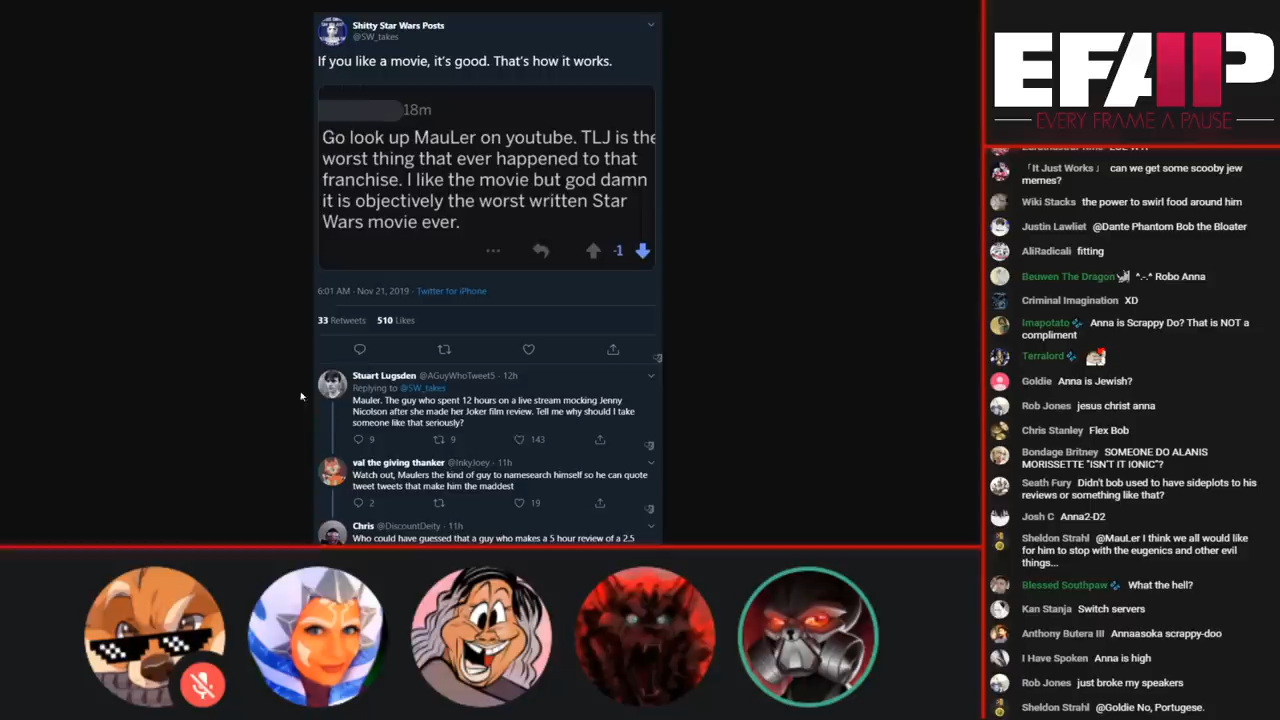 Shitty Star Wars Posts
@SW_takes
If you like a movie, it's good. That's how it works.
18m
Go look up MauLer on youtube. TLJ is the
worst thing that ever happened to that
franchise. I like the movie but god damn
it is objectively the worst written Star
Wars movie ever.
... -1
6:01 AM · Nov 21, 2019 · Twitter for iPhone
33 Retweets 510 Likes
Stuart Lugsden @AGuyWhoTweet5 · 12h
Replying to @SW_takes
Mauler. The guy who spent 12 hours on a live stream mocking Jenny
Nicolson after she made her Joker film review. Tell me why should I take
someone like that seriously?
9 9 143
val the giving thanker @InkyJoey · 11h
Watch out, Maulers the kind of guy to namesearch himself so he can quote
tweet tweets that make him the maddest
2 19
Chris @DiscountDeity · 11h
Who could have guessed that a guy who makes a 5 hour review of a 2.5
EFAP
EVERY FRAME A PAUSE
「It Just Works」 can we get some scooby jew
memes?
Wiki Stacks the power to swirl food around him
Justin Lawliet @Dante Phantom Bob the Bloater
AliRadicali fitting
Beuwen The Dragon ^.-.^ Robo Anna
Criminal Imagination XD
Imapotato Anna is Scrappy Do? That is NOT a
compliment
Terralord
Goldie Anna is Jewish?
Rob Jones jesus christ anna
Chris Stanley Flex Bob
Bondage Britney SOMEONE DO ALANIS
MORISSETTE "ISN'T IT IONIC"?
Seath Fury Didn't bob used to have sideplots to his
reviews or something like that?
Josh C Anna2-D2
Sheldon Strahl @MauLer I think we all would like
for him to stop with the eugenics and other evil
things...
Blessed Southpaw What the hell?
Kan Stanja Switch servers
Anthony Butera III Annaasoka scrappy-doo
I Have Spoken Anna is high
Rob Jones just broke my speakers
Sheldon Strahl @Goldie No, Portugese.